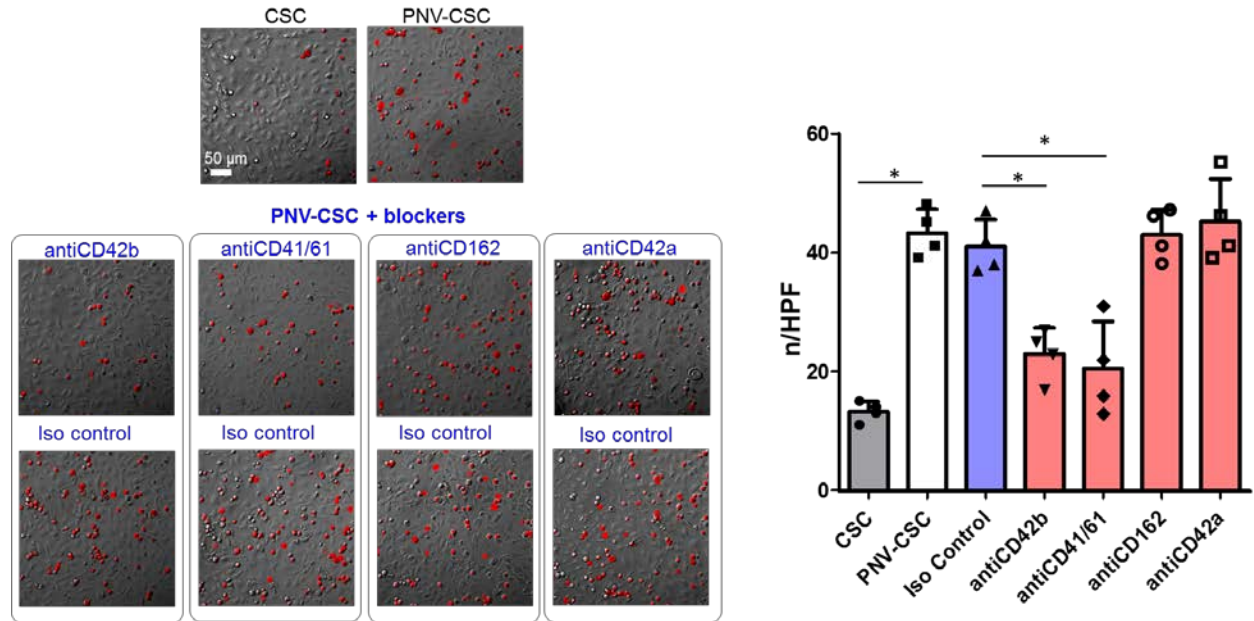 CSC PNV-CSC
50 µm
PNV-CSC + blockers
antiCD42b antiCD41/61 antiCD162 antiCD42a
Iso control Iso control Iso control Iso control
n/HPF
60
40
20
0
* * *
CSC PNV-CSC Iso Control antiCD42b antiCD41/61 antiCD162 antiCD42a